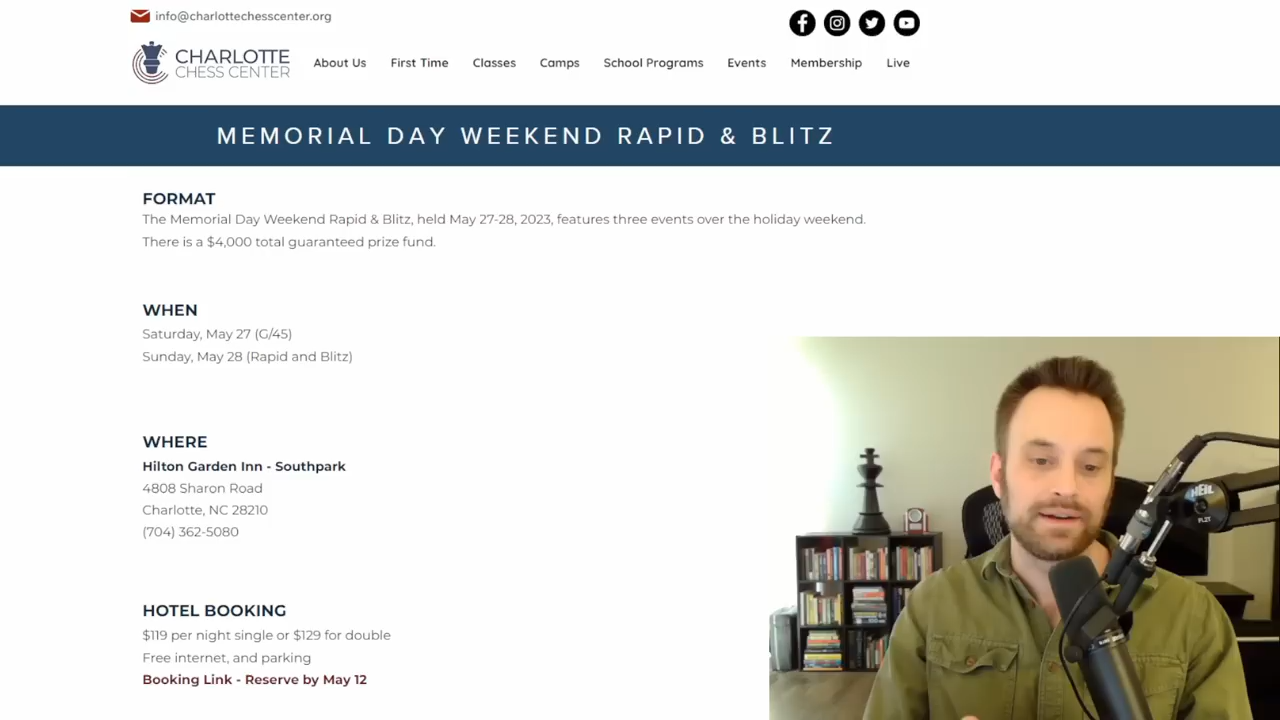 info@charlottechesscenter.org
CHARLOTTE
CHESS CENTER
About Us First Time Classes Camps School Programs Events Membership Live
MEMORIAL DAY WEEKEND RAPID & BLITZ
FORMAT
The Memorial Day Weekend Rapid & Blitz, held May 27-28, 2023, features three events over the holiday weekend.
There is a $4,000 total guaranteed prize fund.
WHEN
Saturday, May 27 (G/45)
Sunday, May 28 (Rapid and Blitz)
WHERE
Hilton Garden Inn - Southpark
4808 Sharon Road
Charlotte, NC 28210
(704) 362-5080
HOTEL BOOKING
$119 per night single or $129 for double
Free internet, and parking
Booking Link - Reserve by May 12